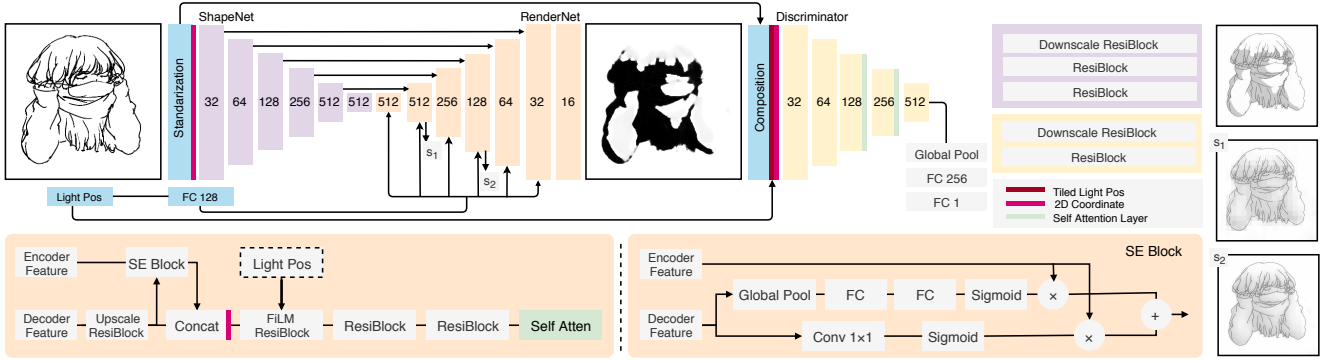 ShapeNet
RenderNet
Discriminator
Standarization
32
64
128
256
512
512
512
512
256
128
64
32
16
s1
s2
Light Pos
FC 128
Composition
32
64
128
256
512
Global Pool
FC 256
FC 1
Downscale ResiBlock
ResiBlock
ResiBlock
Downscale ResiBlock
ResiBlock
Tiled Light Pos
2D Coordinate
Self Attention Layer
s1
s2
Encoder
Feature
SE Block
Light Pos
Decoder
Feature
Upscale
ResiBlock
Concat
FiLM
ResiBlock
ResiBlock
ResiBlock
Self Atten
SE Block
Encoder
Feature
Decoder
Feature
Global Pool
FC
FC
Sigmoid
×
Conv 1×1
Sigmoid
×
+